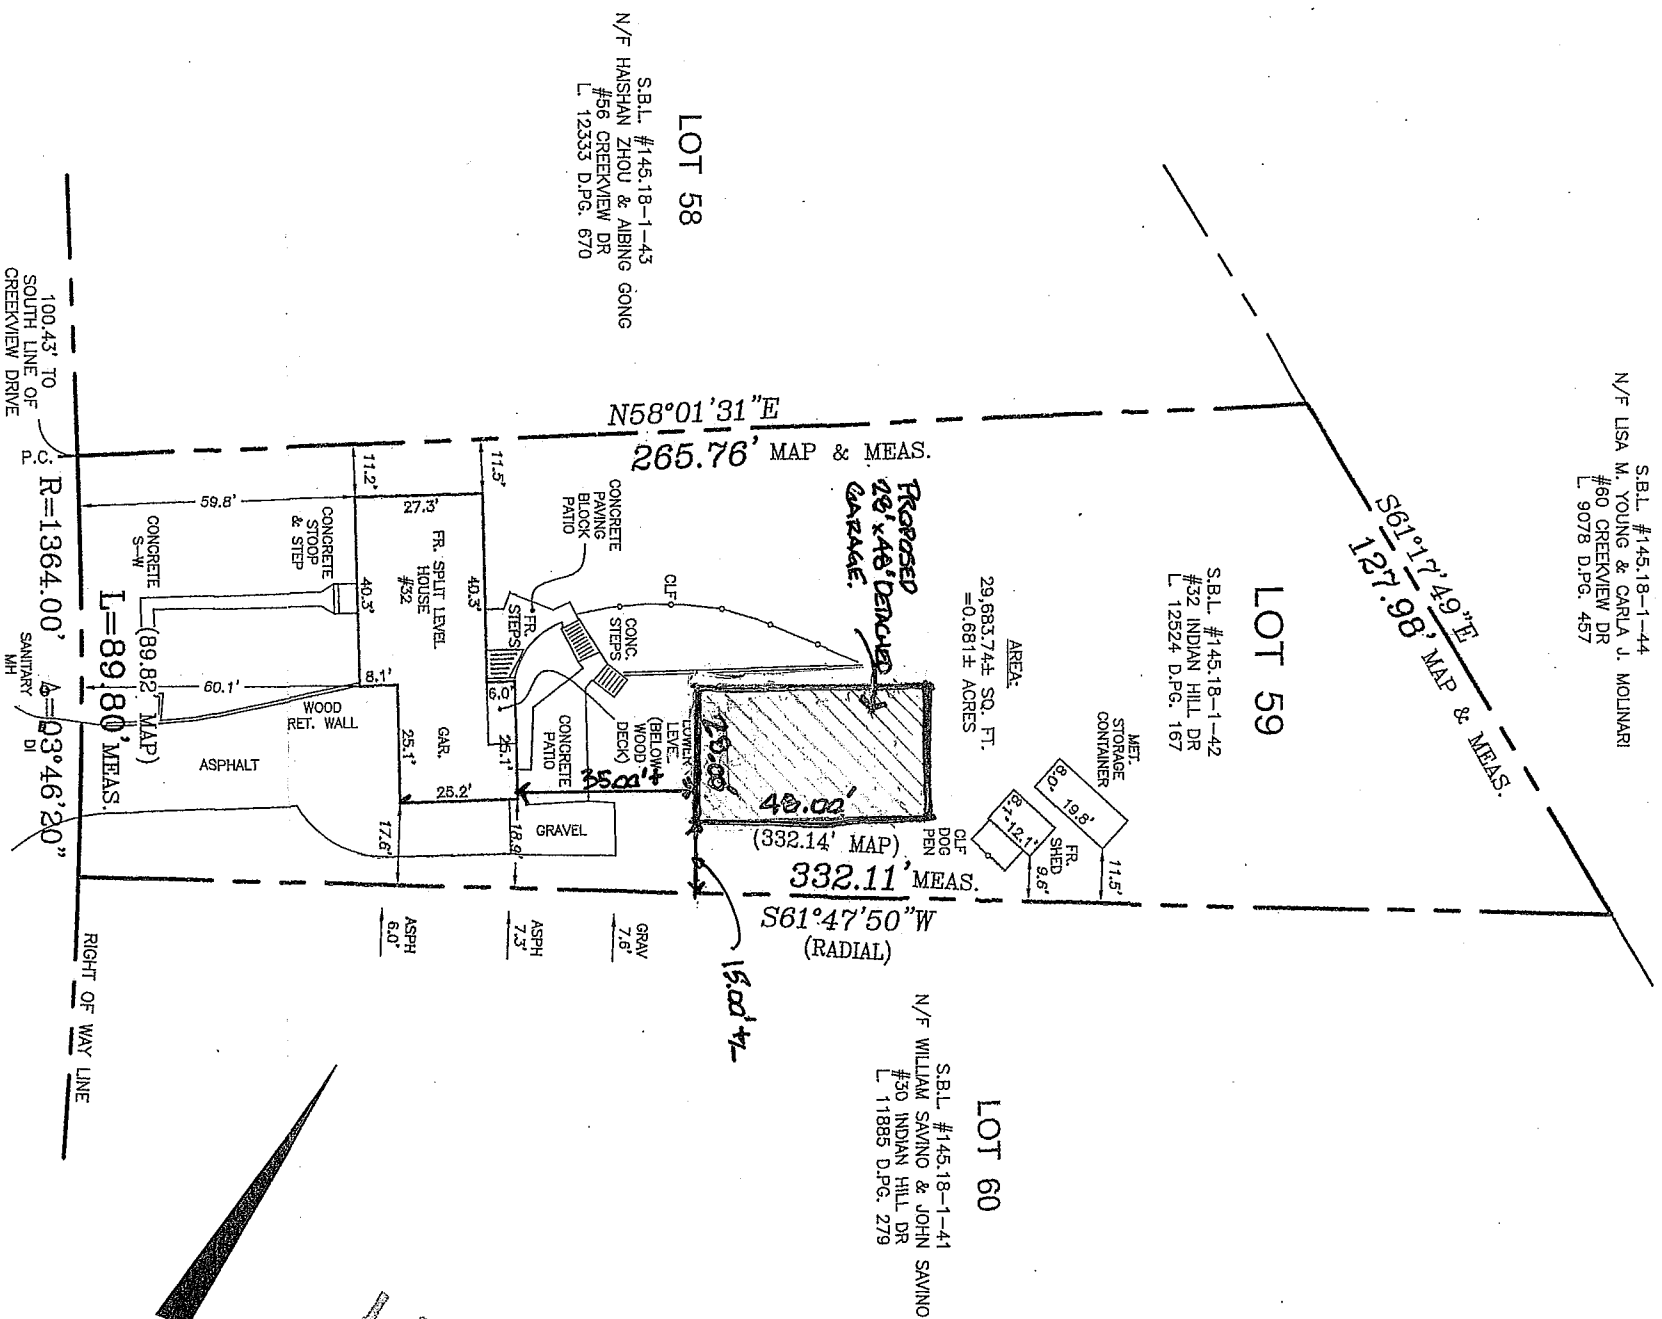 S.B.L. #145.18-1-44
N/F LISA M. YOUNG & CARLA J. MOLINARI
#60 CREEKVIEW DR
L. 9078 D.PG. 457
S61°17'49"E
127.98' MAP & MEAS.
LOT 58
S.B.L. #145.18-1-43
N/F HAISHAN ZHOU & AIBING GONG
#56 CREEKVIEW DR
L. 12333 D.PG. 670
LOT 59
S.B.L. #145.18-1-42
#32 INDIAN HILL DR
L. 12524 D.PG. 167
AREA:
29,683.74± SQ. FT.
=0.681± ACRES
N58°01'31"E
265.76' MAP & MEAS.
PROPOSED
28' x 48' DETACHED
GARAGE.
MET.
STORAGE
CONTAINER
8.0'
19.8'
11.5'
12.1'
FR.
SHED
9.6'
CLF
DOG
PEN
28.00'
40.00'
(332.14' MAP)
332.11' MEAS.
S61°47'50"W
(RADIAL)
15.00' +/-
35.00' ±
CLF
CONCRETE
PAVING
BLOCK
PATIO
CONC.
STEPS
FR.
STEPS
LOWER
LEVEL
(BELOW
WOOD
DECK)
CONCRETE
PATIO
11.5'
11.2'
27.3'
40.3'
40.3'
59.8'
FR. SPLIT LEVEL
HOUSE
#32
6.0'
25.1'
8.1'
25.1'
GAR.
25.2'
18.9'
17.6'
GRAVEL
CONCRETE
STOOP
& STEP
CONCRETE
S-W
60.1'
WOOD
RET. WALL
ASPHALT
GRAV
7.6'
ASPH
7.3'
ASPH
6.0'
(89.82' MAP)
L=89.80' MEAS.
R=1364.00'
Δ=03°46'20"
P.C.
100.43' TO
SOUTH LINE OF
CREEKVIEW DRIVE
SANITARY
MH
DI
RIGHT OF WAY LINE
LOT 60
S.B.L. #145.18-1-41
N/F WILLIAM SAVINO & JOHN SAVINO
#30 INDIAN HILL DR
L. 11885 D.PG. 279